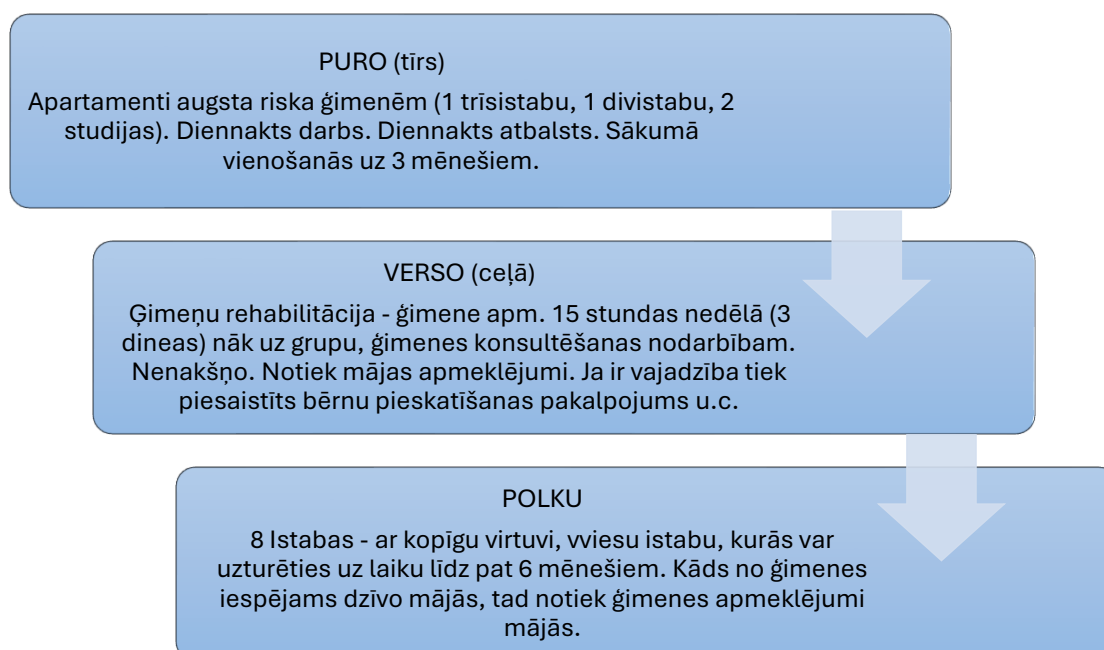 PURO (tīrs)
Apartamenti augsta riska ģimenēm (1 trīsistabu, 1 divistabu, 2
studijas). Diennakts darbs. Diennakts atbalsts. Sākumā
vienošanās uz 3 mēnešiem.
VERSO (ceļā)
Ģimeņu rehabilitācija - ģimene apm. 15 stundas nedēlā (3
dineas) nāk uz grupu, ģimenes konsultēšanas nodarbībam.
Nenakšņo. Notiek mājas apmeklējumi. Ja ir vajadzība tiek
piesaistīts bērnu pieskatīšanas pakalpojums u.c.
POLKU
8 Istabas - ar kopīgu virtuvi, vviesu istabu, kurās var
uzturēties uz laiku līdz pat 6 mēnešiem. Kāds no ģimenes
iespējams dzīvo mājās, tad notiek ģimenes apmeklējumi
mājās.